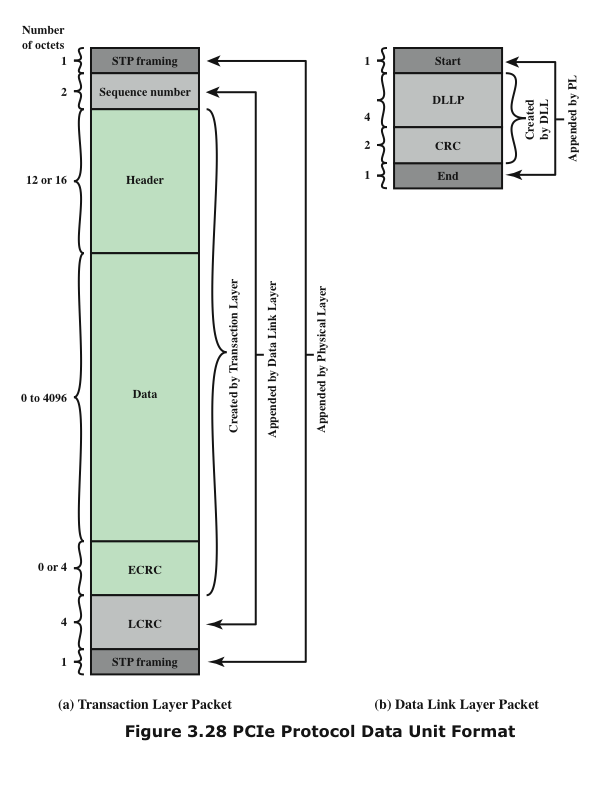 Number
of octets
1
STP framing
2
Sequence number
12 or 16
Header
0 to 4096
Data
0 or 4
ECRC
4
LCRC
1
STP framing
Created by Transaction Layer
Appended by Data Link Layer
Appended by Physical Layer
(a) Transaction Layer Packet
1
Start
4
DLLP
2
CRC
1
End
Created
by DLL
Appended by PL
(b) Data Link Layer Packet
Figure 3.28 PCIe Protocol Data Unit Format